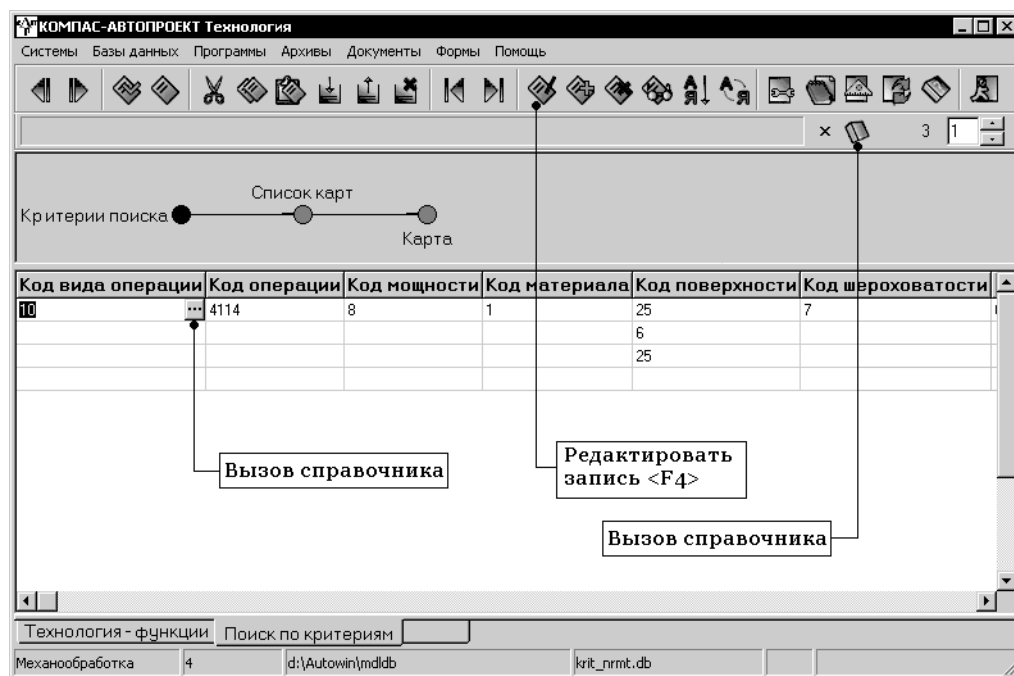 КОМПАС-АВТОПРОЕКТ Технология
Системы Базы данных Программы Архивы Документы Формы Помощь
3 1
Список карт
Критерии поиска
Карта
Код вида операции Код операции Код мощности Код материала Код поверхности Код шероховатости
10 ... 4114 8 1 25 7
6
25
Вызов справочника
Редактировать
запись <F4>
Вызов справочника
Технология - функции Поиск по критериям
Механообработка 4 d:\Autowin\mdldb krit_nrmt.db